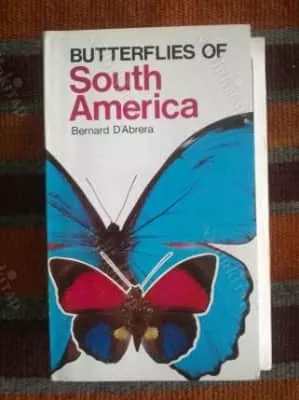 BUTTERFLIES OF
South
America
Bernard D'Abrera